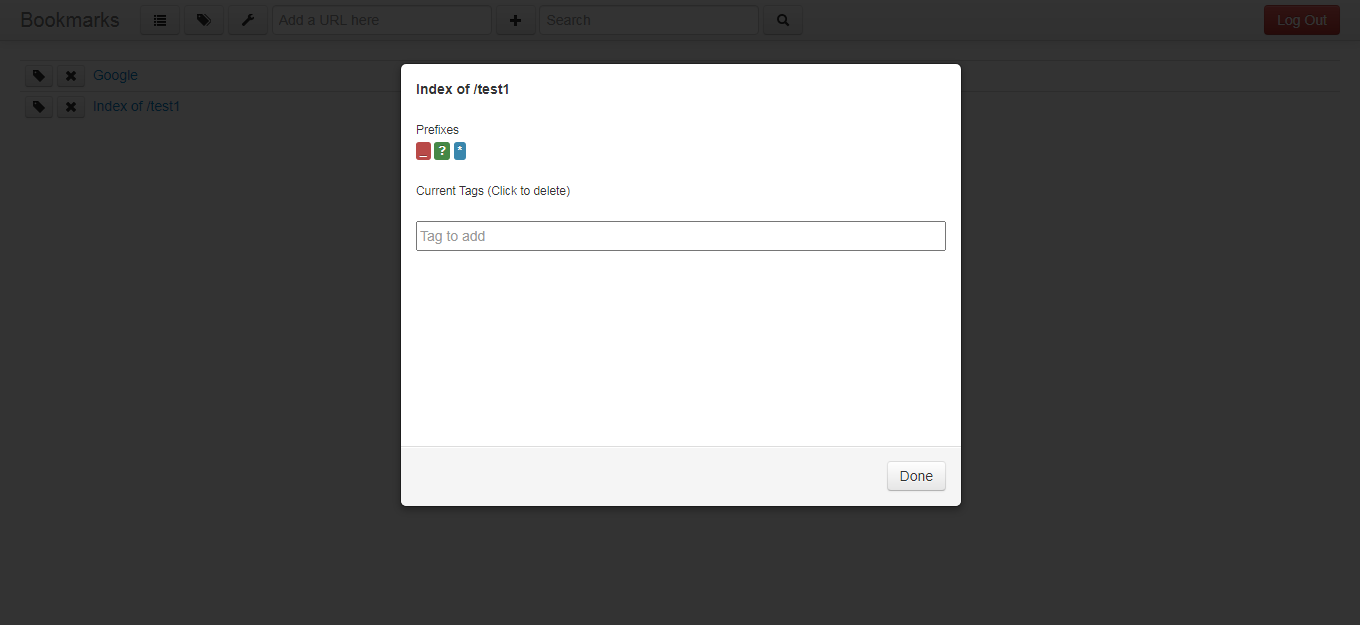 Bookmarks Add a URL here Search Log Out
Google
Index of /test1
Index of /test1
Prefixes
_ ? *
Current Tags (Click to delete)
Tag to add
Done